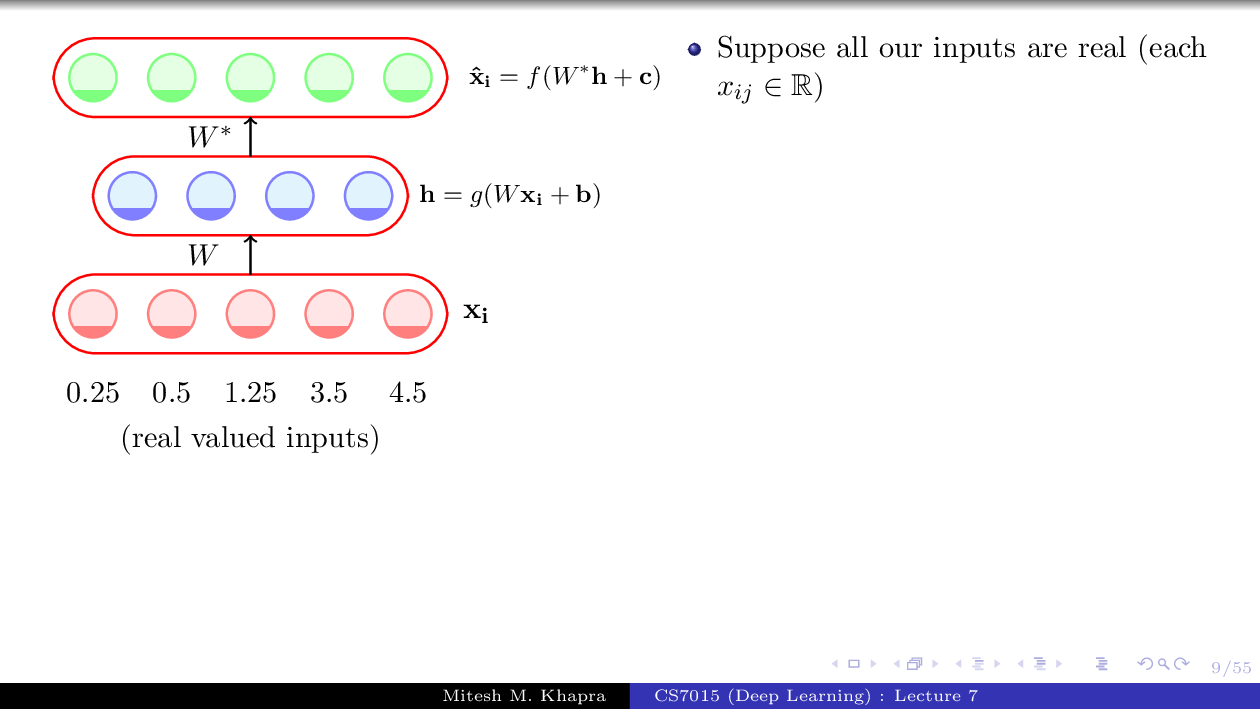 x̂ᵢ = f(W*h + c)
W*
h = g(Wxᵢ + b)
W
xᵢ
0.25 0.5 1.25 3.5 4.5
(real valued inputs)
Suppose all our inputs are real (each
xᵢⱼ ∈ ℝ)
9/55
Mitesh M. Khapra
CS7015 (Deep Learning) : Lecture 7